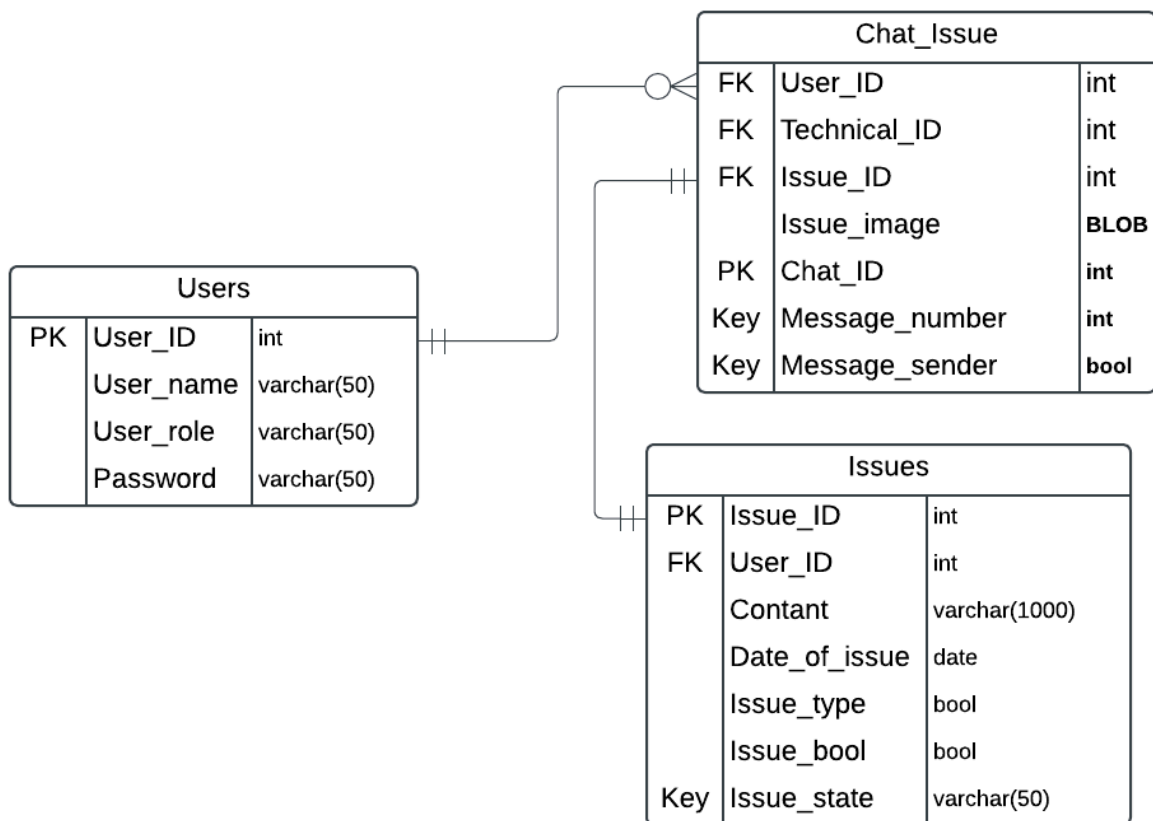 Chat_Issue
FK User_ID int
FK Technical_ID int
FK Issue_ID int
Issue_image BLOB
PK Chat_ID int
Key Message_number int
Key Message_sender bool
Users
PK User_ID int
User_name varchar(50)
User_role varchar(50)
Password varchar(50)
Issues
PK Issue_ID int
FK User_ID int
Contant varchar(1000)
Date_of_issue date
Issue_type bool
Issue_bool bool
Key Issue_state varchar(50)